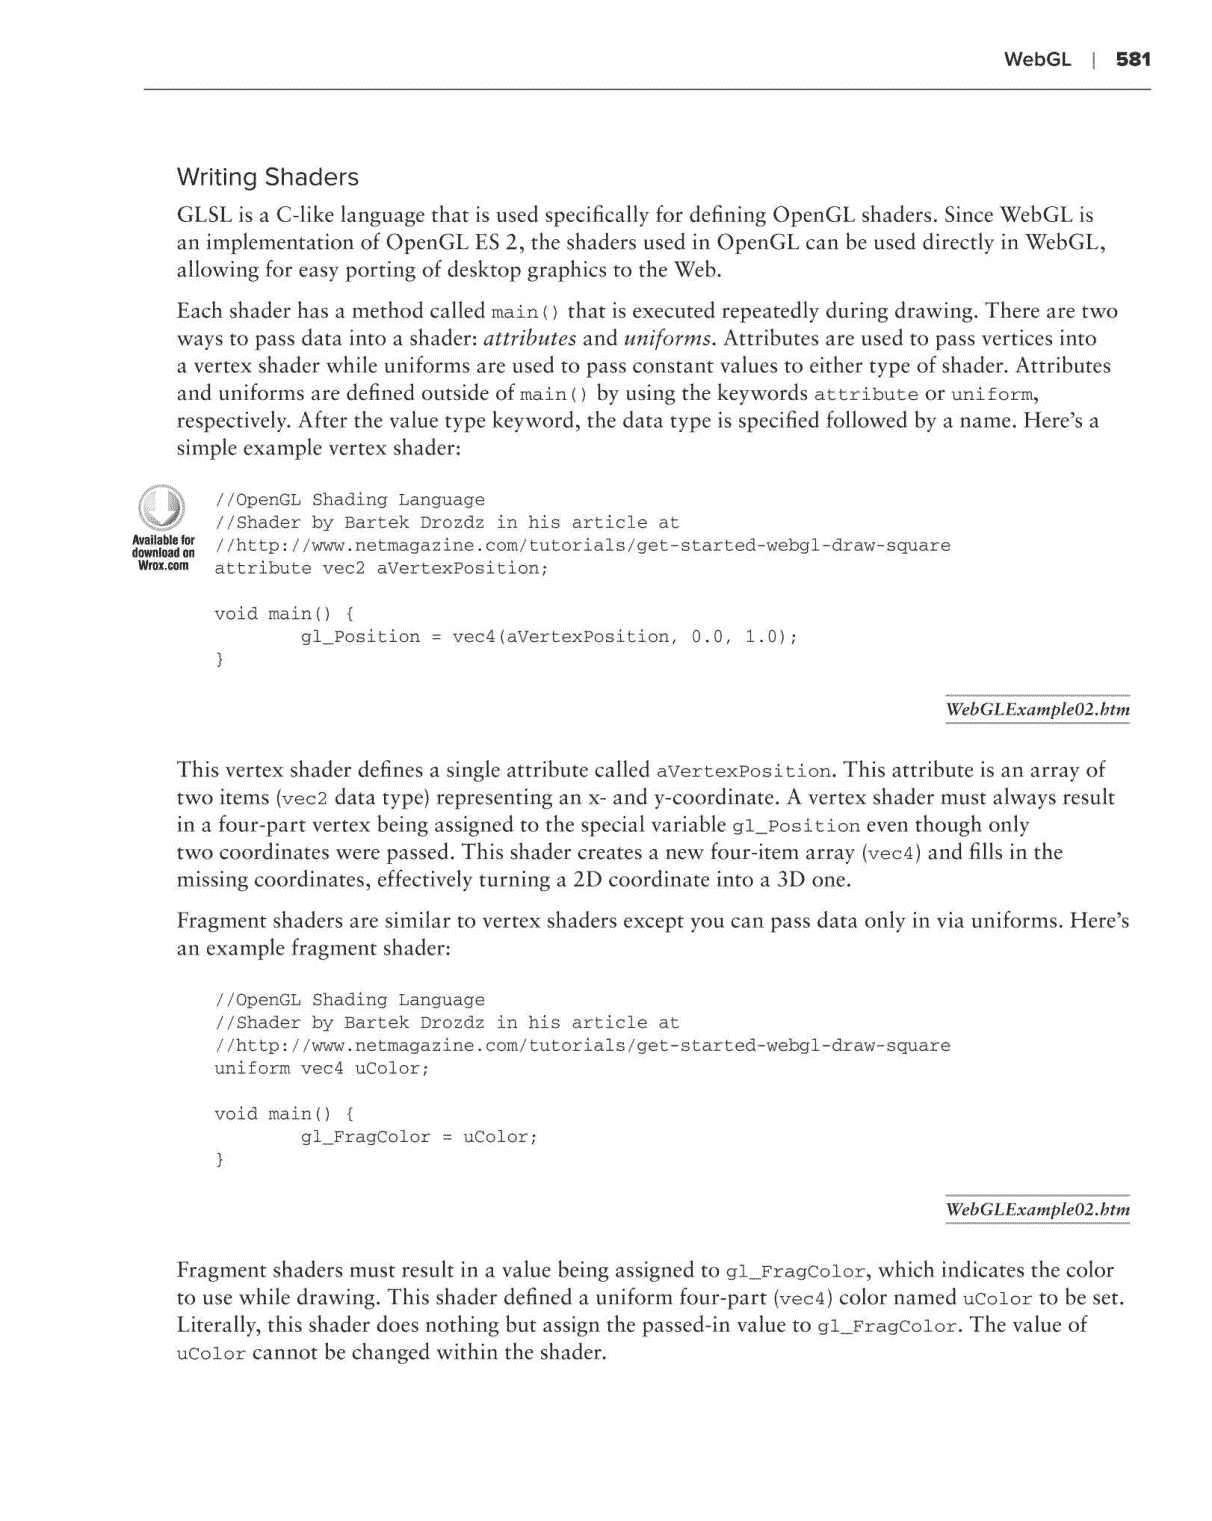 WebGL | 581
Writing Shaders
GLSL is a C-like language that is used specifically for defining OpenGL shaders. Since WebGL is
an implementation of OpenGL ES 2, the shaders used in OpenGL can be used directly in WebGL,
allowing for easy porting of desktop graphics to the Web.
Each shader has a method called main() that is executed repeatedly during drawing. There are two
ways to pass data into a shader: attributes and uniforms. Attributes are used to pass vertices into
a vertex shader while uniforms are used to pass constant values to either type of shader. Attributes
and uniforms are defined outside of main() by using the keywords attribute or uniform,
respectively. After the value type keyword, the data type is specified followed by a name. Here's a
simple example vertex shader:
Available for
download on
Wrox.com
//OpenGL Shading Language
//Shader by Bartek Drozdz in his article at
//http://www.netmagazine.com/tutorials/get-started-webgl-draw-square
attribute vec2 aVertexPosition;
void main() {
gl_Position = vec4(aVertexPosition, 0.0, 1.0);
}
WebGLExample02.htm
This vertex shader defines a single attribute called aVertexPosition. This attribute is an array of
two items (vec2 data type) representing an x- and y-coordinate. A vertex shader must always result
in a four-part vertex being assigned to the special variable gl_Position even though only
two coordinates were passed. This shader creates a new four-item array (vec4) and fills in the
missing coordinates, effectively turning a 2D coordinate into a 3D one.
Fragment shaders are similar to vertex shaders except you can pass data only in via uniforms. Here's
an example fragment shader:
//OpenGL Shading Language
//Shader by Bartek Drozdz in his article at
//http://www.netmagazine.com/tutorials/get-started-webgl-draw-square
uniform vec4 uColor;
void main() {
gl_FragColor = uColor;
}
WebGLExample02.htm
Fragment shaders must result in a value being assigned to gl_FragColor, which indicates the color
to use while drawing. This shader defined a uniform four-part (vec4) color named uColor to be set.
Literally, this shader does nothing but assign the passed-in value to gl_FragColor. The value of
uColor cannot be changed within the shader.